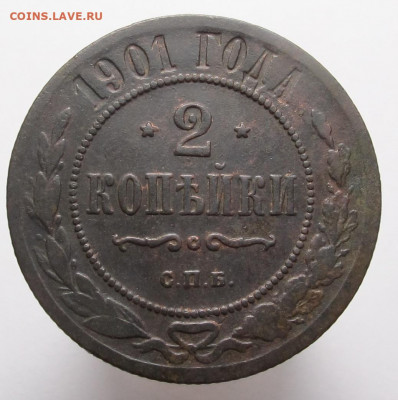 COINS.LAVE.RU
1901 ГОДА
* 2 *
КОПѢЙКИ
С.П.Б.